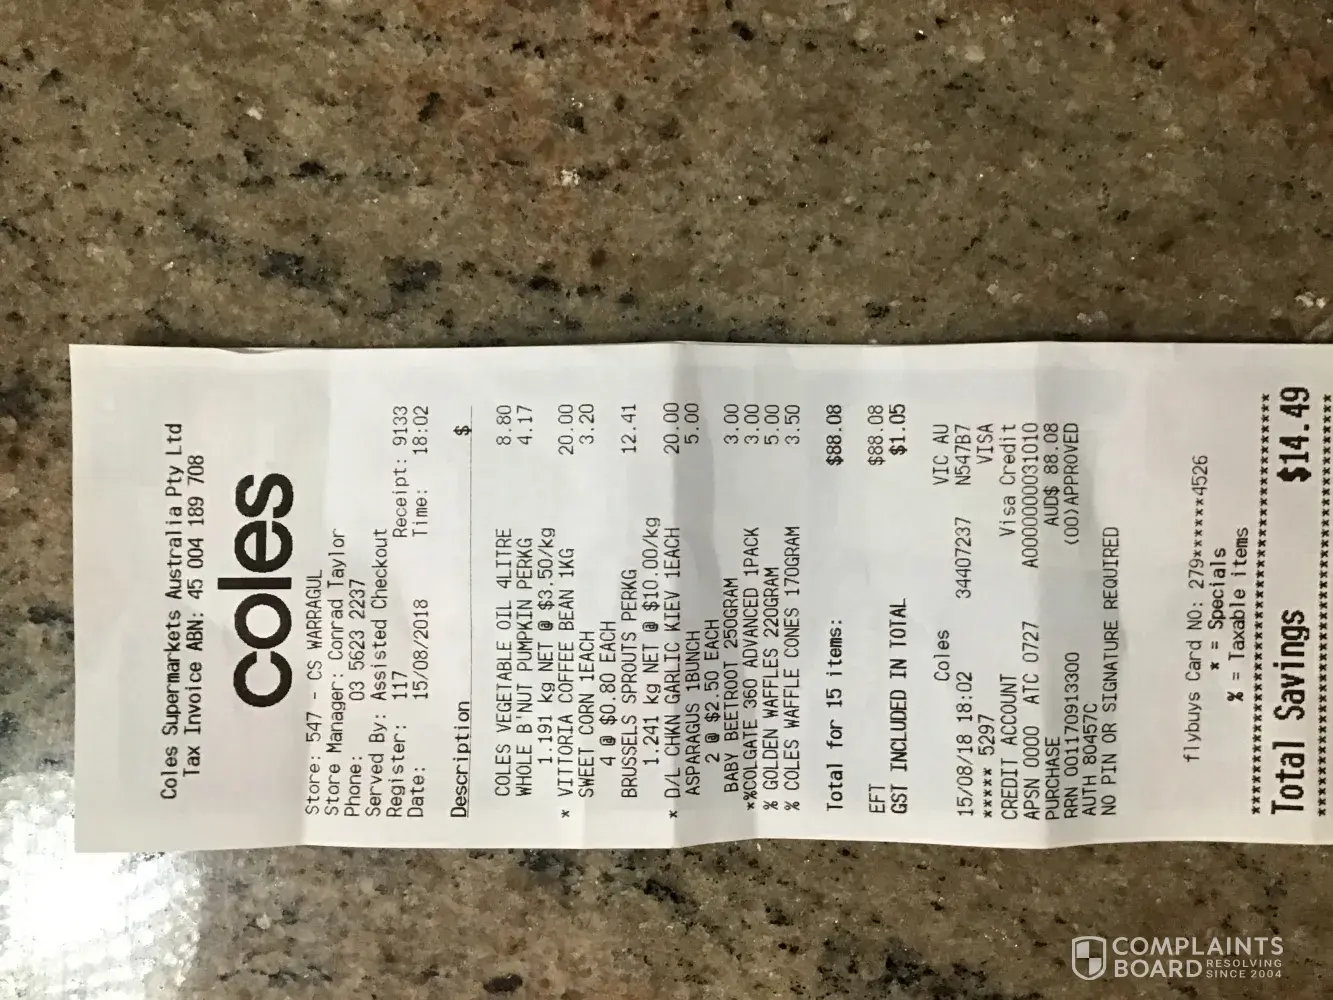 Coles Supermarkets Australia Pty Ltd
Tax Invoice ABN: 45 004 189 708
coles
Store: 547 - CS WARRAGUL
Store Manager: Conrad Taylor
Phone: 03 5623 2237
Served By: Assisted Checkout
Register: 117 Receipt: 9133
Date: 15/08/2018 Time: 18:02
Description $
COLES VEGETABLE OIL 4LITRE 8.80
WHOLE B'NUT PUMPKIN PERKG 4.17
1.191 kg NET @ $3.50/kg
* VITTORIA COFFEE BEAN 1KG 20.00
SWEET CORN 1EACH 3.20
4 @ $0.80 EACH
BRUSSELS SPROUTS PERKG 12.41
1.241 kg NET @ $10.00/kg
* D/L CHKN GARLIC KIEV 1EACH 20.00
ASPARAGUS 1BUNCH 5.00
2 @ $2.50 EACH
BABY BEETROOT 250GRAM 3.00
*%COLGATE 360 ADVANCED 1PACK 3.00
% GOLDEN WAFFLES 220GRAM 5.00
% COLES WAFFLE CONES 170GRAM 3.50
Total for 15 items: $88.08
EFT $88.08
GST INCLUDED IN TOTAL $1.05
Coles VIC AU
15/08/18 18:02 34407237 N547B7
***** 5297 VISA
CREDIT ACCOUNT Visa Credit
APSN 0000 ATC 0727 A0000000031010
PURCHASE AUD$ 88.08
RRN 001170913300 (00)APPROVED
AUTH 80457C
NO PIN OR SIGNATURE REQUIRED
flybuys Card NO: 279*******4526
* = Specials
% = Taxable items
****************************************
Total Savings $14.49
****************************************
COMPLAINTS
BOARD RESOLVING
SINCE 2004